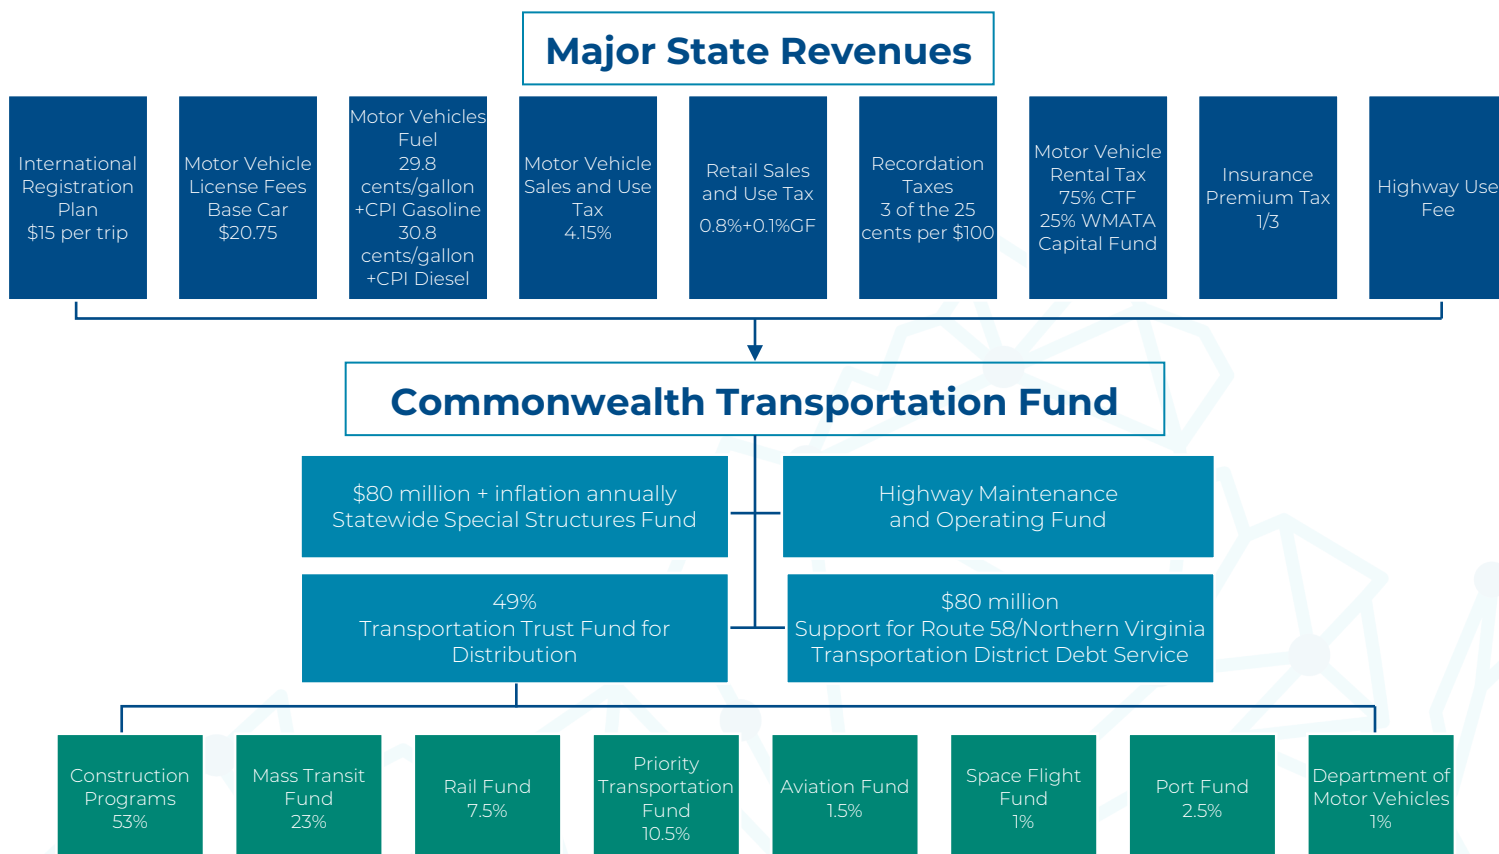 Major State Revenues
International
Registration
Plan
$15 per trip
Motor Vehicle
License Fees
Base Car
$20.75
Motor Vehicles
Fuel
29.8
cents/gallon
+CPI Gasoline
30.8
cents/gallon
+CPI Diesel
Motor Vehicle
Sales and Use
Tax
4.15%
Retail Sales
and Use Tax
0.8%+0.1%GF
Recordation
Taxes
3 of the 25
cents per $100
Motor Vehicle
Rental Tax
75% CTF
25% WMATA
Capital Fund
Insurance
Premium Tax
1/3
Highway Use
Fee
Commonwealth Transportation Fund
$80 million + inflation annually
Statewide Special Structures Fund
Highway Maintenance
and Operating Fund
49%
Transportation Trust Fund for
Distribution
$80 million
Support for Route 58/Northern Virginia
Transportation District Debt Service
Construction
Programs
53%
Mass Transit
Fund
23%
Rail Fund
7.5%
Priority
Transportation
Fund
10.5%
Aviation Fund
1.5%
Space Flight
Fund
1%
Port Fund
2.5%
Department of
Motor Vehicles
1%